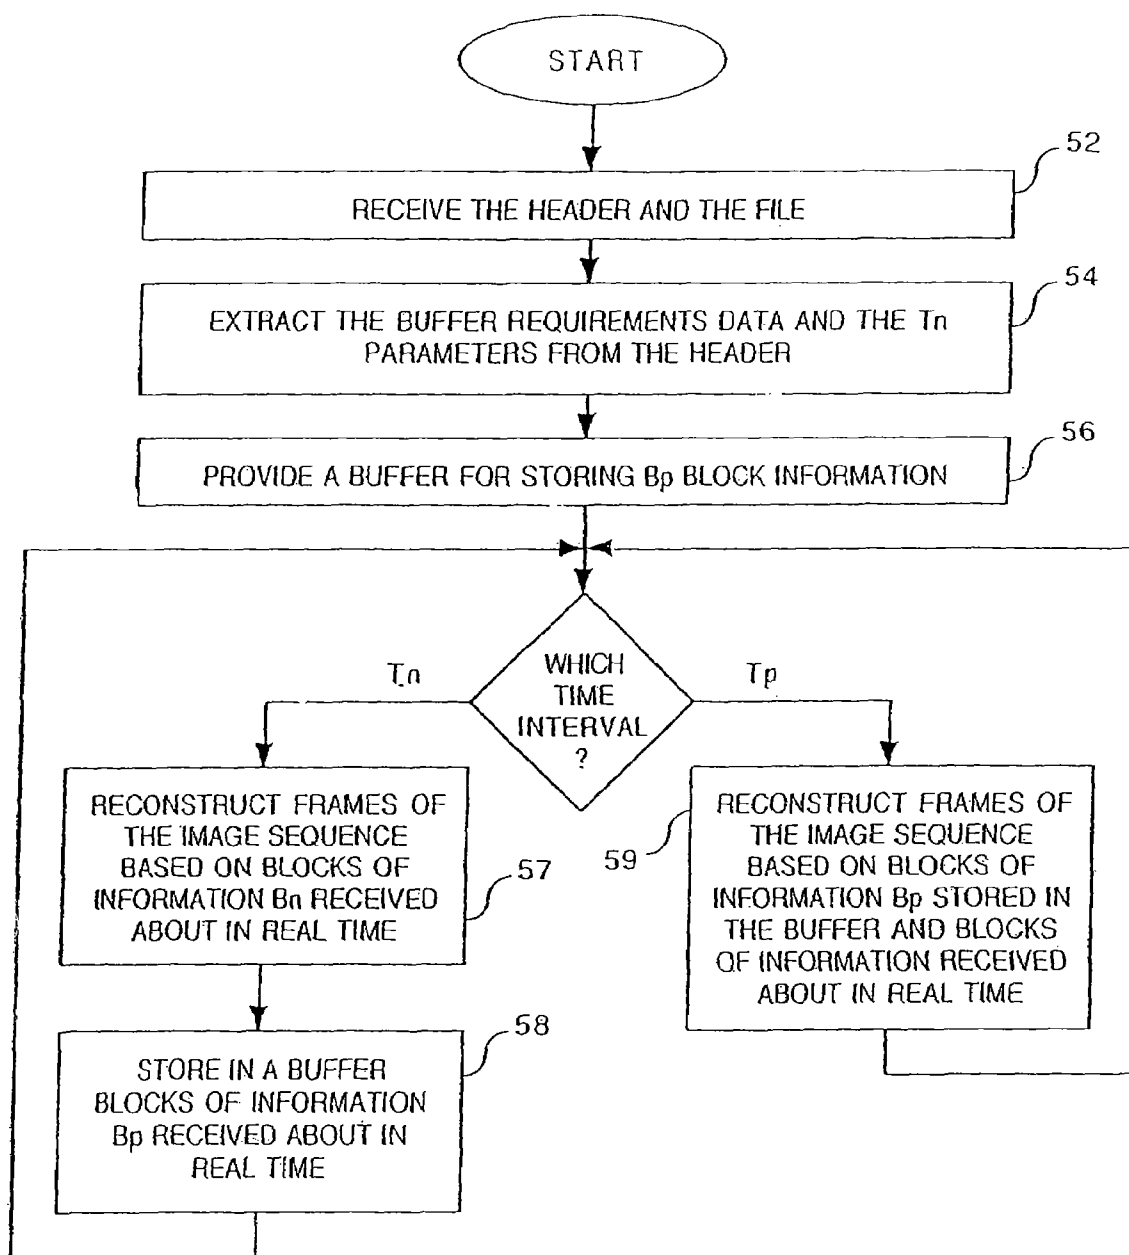 START
52
RECEIVE THE HEADER AND THE FILE
54
EXTRACT THE BUFFER REQUIREMENTS DATA AND THE Tn
PARAMETERS FROM THE HEADER
56
PROVIDE A BUFFER FOR STORING Bp BLOCK INFORMATION
WHICH
TIME
INTERVAL
?
Tn
Tp
RECONSTRUCT FRAMES OF
THE IMAGE SEQUENCE
BASED ON BLOCKS OF
INFORMATION Bn RECEIVED
ABOUT IN REAL TIME
57
59
RECONSTRUCT FRAMES OF
THE IMAGE SEQUENCE
BASED ON BLOCKS OF
INFORMATION Bp STORED IN
THE BUFFER AND BLOCKS
OF INFORMATION RECEIVED
ABOUT IN REAL TIME
58
STORE IN A BUFFER
BLOCKS OF INFORMATION
Bp RECEIVED ABOUT IN
REAL TIME